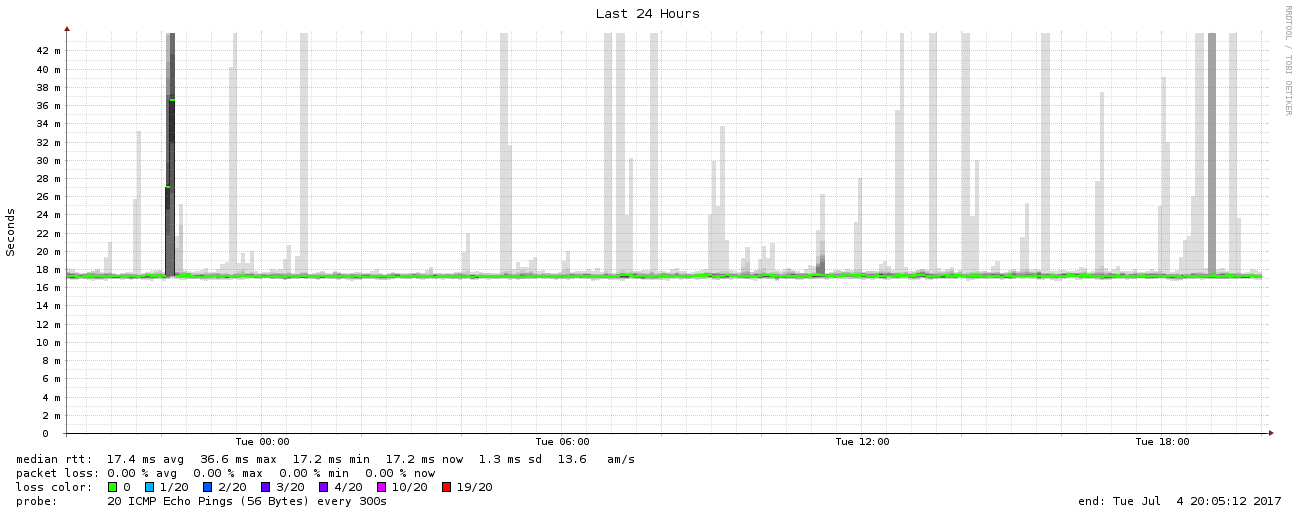 Last 24 Hours
RRDTOOL / TOBI OETIKER
Seconds
42 m
40 m
38 m
36 m
34 m
32 m
30 m
28 m
26 m
24 m
22 m
20 m
18 m
16 m
14 m
12 m
10 m
8 m
6 m
4 m
2 m
0
Tue 00:00 Tue 06:00 Tue 12:00 Tue 18:00
median rtt: 17.4 ms avg 36.6 ms max 17.2 ms min 17.2 ms now 1.3 ms sd 13.6 am/s
packet loss: 0.00 % avg 0.00 % max 0.00 % min 0.00 % now
loss color: 0 1/20 2/20 3/20 4/20 10/20 19/20
probe: 20 ICMP Echo Pings (56 Bytes) every 300s end: Tue Jul 4 20:05:12 2017